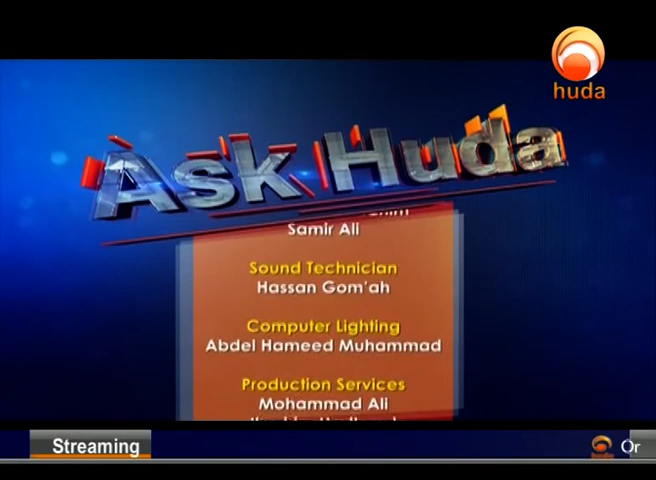 huda
Ask Huda
Samir Ali
Sound Technician
Hassan Gom'ah
Computer Lighting
Abdel Hameed Muhammad
Production Services
Mohammad Ali
Streaming
Or